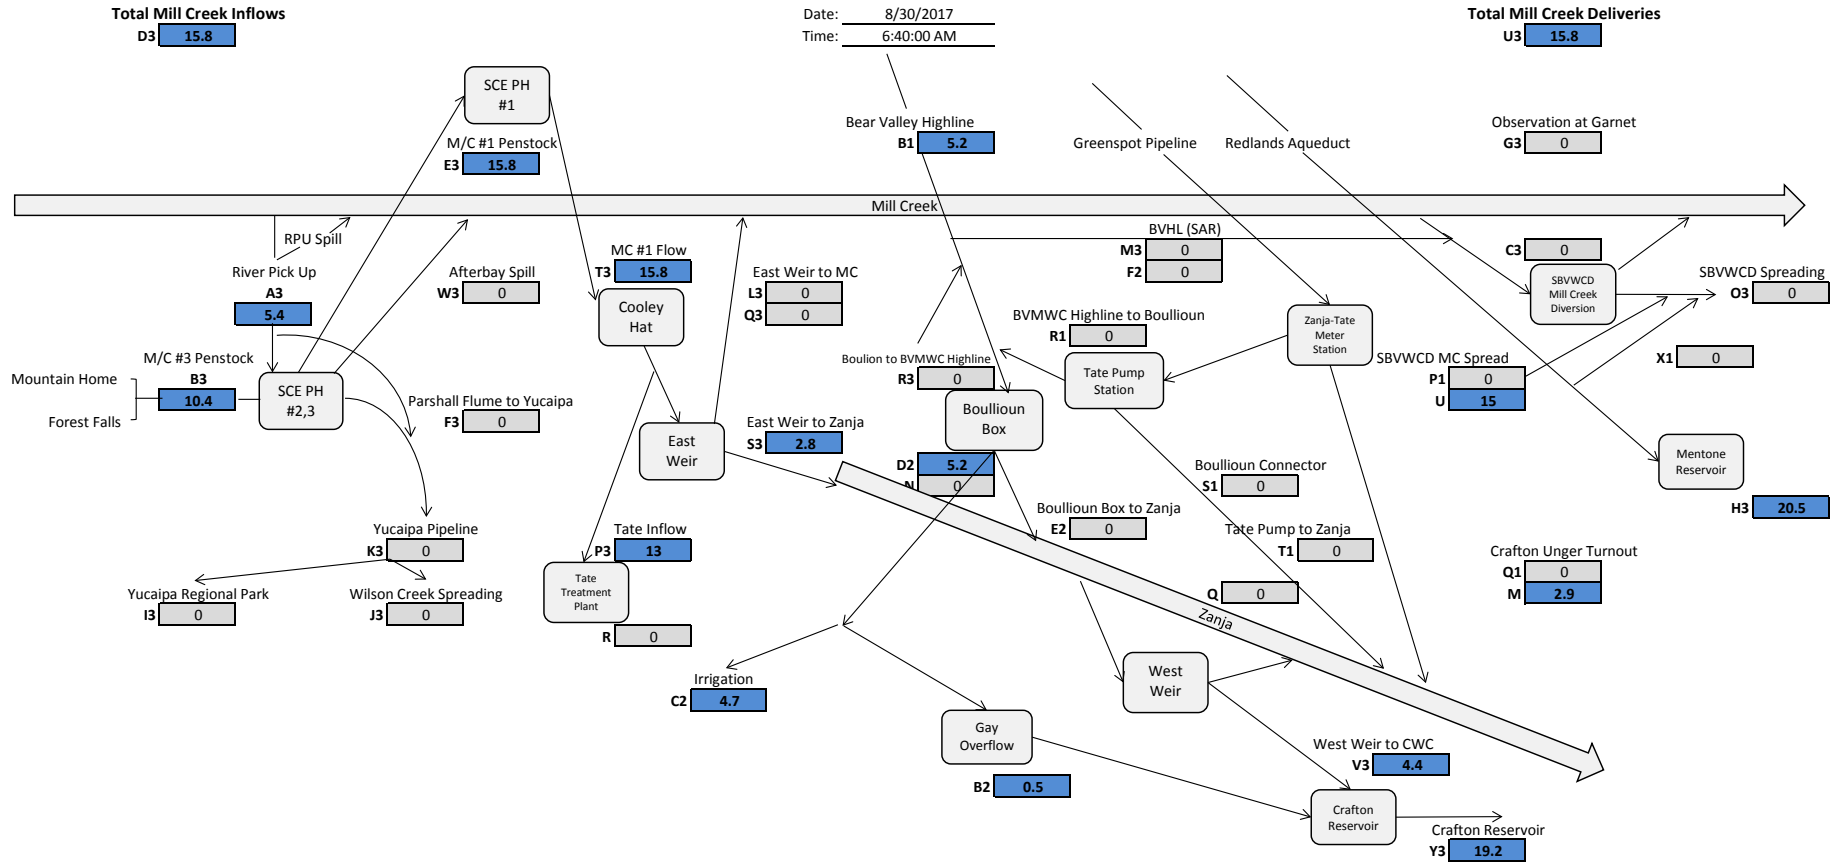 Total Mill Creek Inflows
D3 15.8
Date: 8/30/2017
Time: 6:40:00 AM
Total Mill Creek Deliveries
U3 15.8
SCE PH
#1
M/C #1 Penstock
E3 15.8
Bear Valley Highline
B1 5.2
Greenspot Pipeline
Redlands Aqueduct
Observation at Garnet
G3 0
Mill Creek
RPU Spill
River Pick Up
A3
5.4
Afterbay Spill
W3 0
MC #1 Flow
T3 15.8
Cooley
Hat
East Weir to MC
L3 0
Q3 0
BVHL (SAR)
M3 0
F2 0
C3 0
SBVWCD
Mill Creek
Diversion
SBVWCD Spreading
O3 0
M/C #3 Penstock
B3
10.4
Mountain Home
Forest Falls
SCE PH
#2,3
Parshall Flume to Yucaipa
F3 0
BVMWC Highline to Boullioun
R1 0
Boulion to BVMWC Highline
R3 0
Tate Pump
Station
Zanja-Tate
Meter
Station
SBVWCD MC Spread
P1 0
U 15
X1 0
Boullioun
Box
East
Weir
East Weir to Zanja
S3 2.8
D2 5.2
N 0
Boullioun Connector
S1 0
Mentone
Reservoir
H3 20.5
Boullioun Box to Zanja
E2 0
Tate Pump to Zanja
T1 0
Yucaipa Pipeline
K3 0
Tate Inflow
P3 13
Tate
Treatment
Plant
R 0
Crafton Unger Turnout
Q1 0
M 2.9
Yucaipa Regional Park
I3 0
Wilson Creek Spreading
J3 0
Q 0
Zanja
Irrigation
C2 4.7
West
Weir
Gay
Overflow
B2 0.5
West Weir to CWC
V3 4.4
Crafton
Reservoir
Crafton Reservoir
Y3 19.2